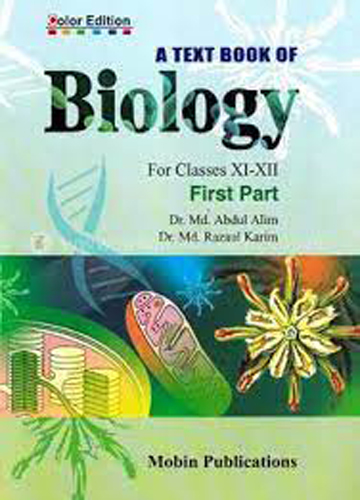 Color Edition
A TEXT BOOK OF
Biology
For Classes XI-XII
First Part
Dr. Md. Abdul Alim
Dr. Md. Razaul Karim
Mobin Publications